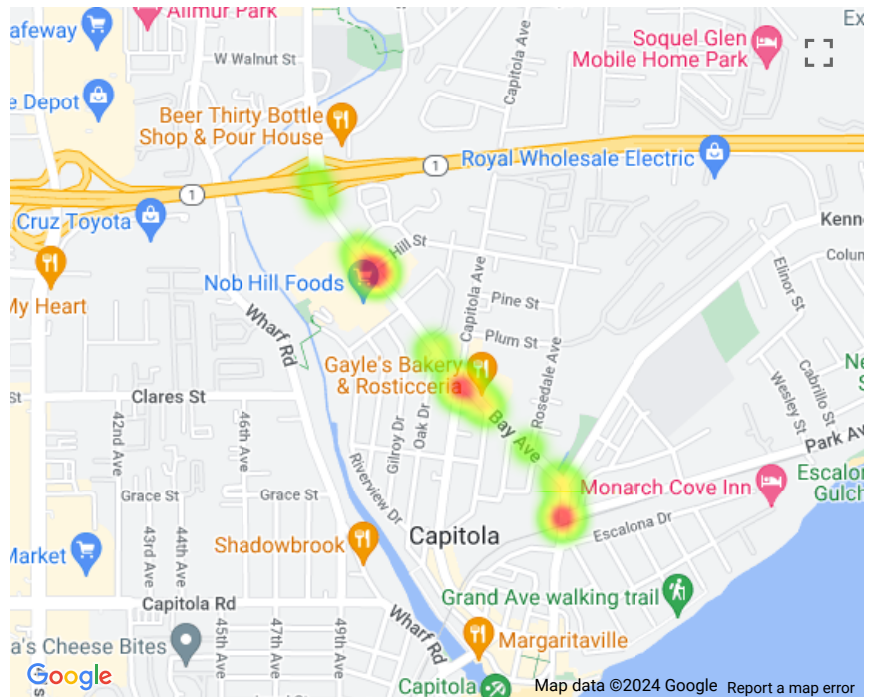 Allmur Park
afeway
Ex
Soquel Glen
Mobile Home Park
W Walnut St
Capitola Ave
e Depot
Beer Thirty Bottle
Shop & Pour House
1
Royal Wholesale Electric
1
Cruz Toyota
Kenne
Hill St
Colum
Elinor St
Nob Hill Foods
My Heart
Pine St
Capitola Ave
Wharf Rd
Plum St
Gayle's Bakery
& Rosticceria
Rosedale Ave
Ne
S
Cabrillo St
Wesley St
St
Clares St
Bay Ave
Oak Dr
Gilroy Dr
42nd Ave
46th Ave
Park Av
Riverview Dr
Monarch Cove Inn
Escalon
Gulch
Grace St
Grace St
Escalona Dr
Capitola
Shadowbrook
43rd Ave
44th Ave
Market
Grand Ave walking trail
Capitola Rd
Wharf Rd
45th Ave
47th Ave
49th Ave
a's Cheese Bites
Margaritaville
Google
Capitola
Map data ©2024 Google
Report a map error